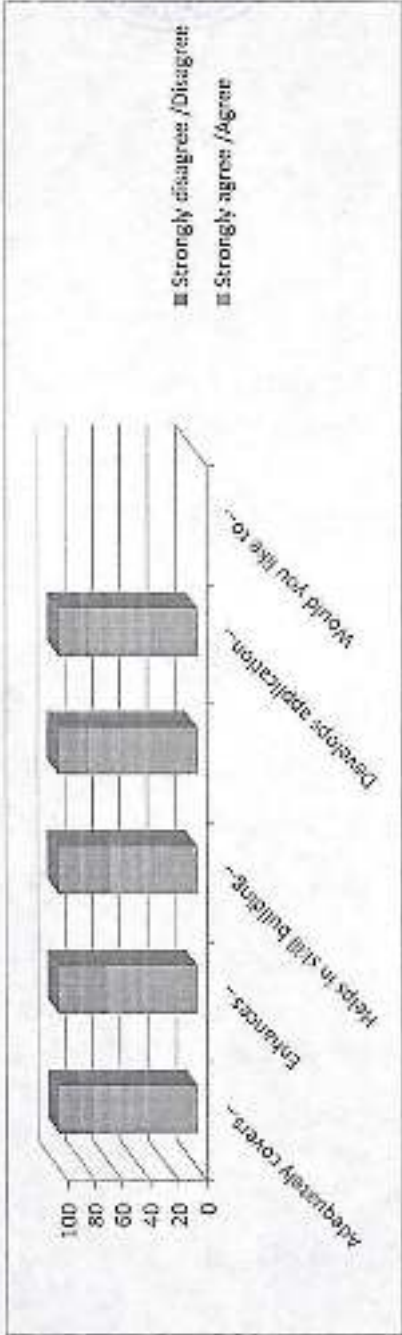 100
80
60
40
20
0
Adequately covers...
Enhances...
Helps in skill building...
Develops application...
Would you like to...
Strongly disagree /Disagree
Strongly agree /Agree